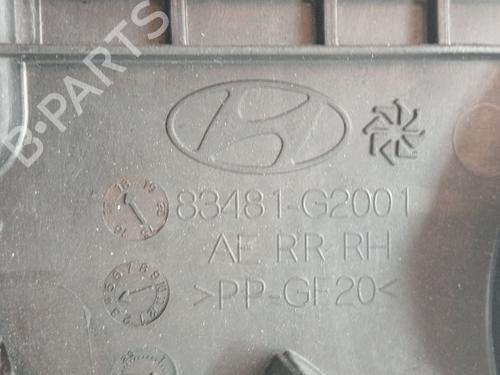 B-PARTS
83481-G2001
AE RR RH
>PP-GF20<